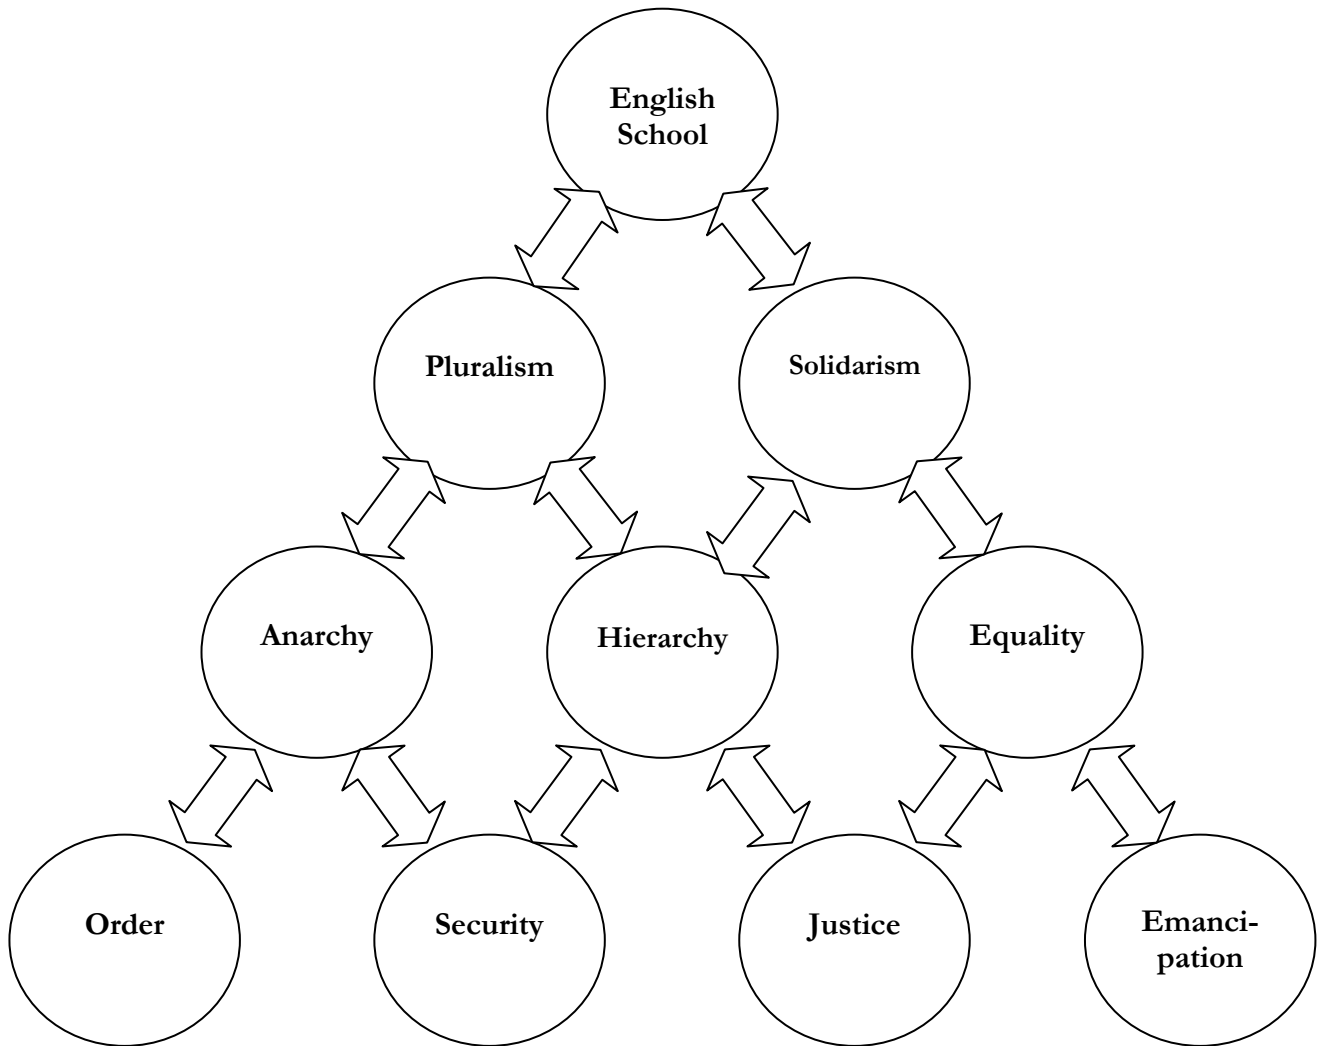 English
School
Pluralism
Solidarism
Anarchy
Hierarchy
Equality
Order
Security
Justice
Emanci-
pation